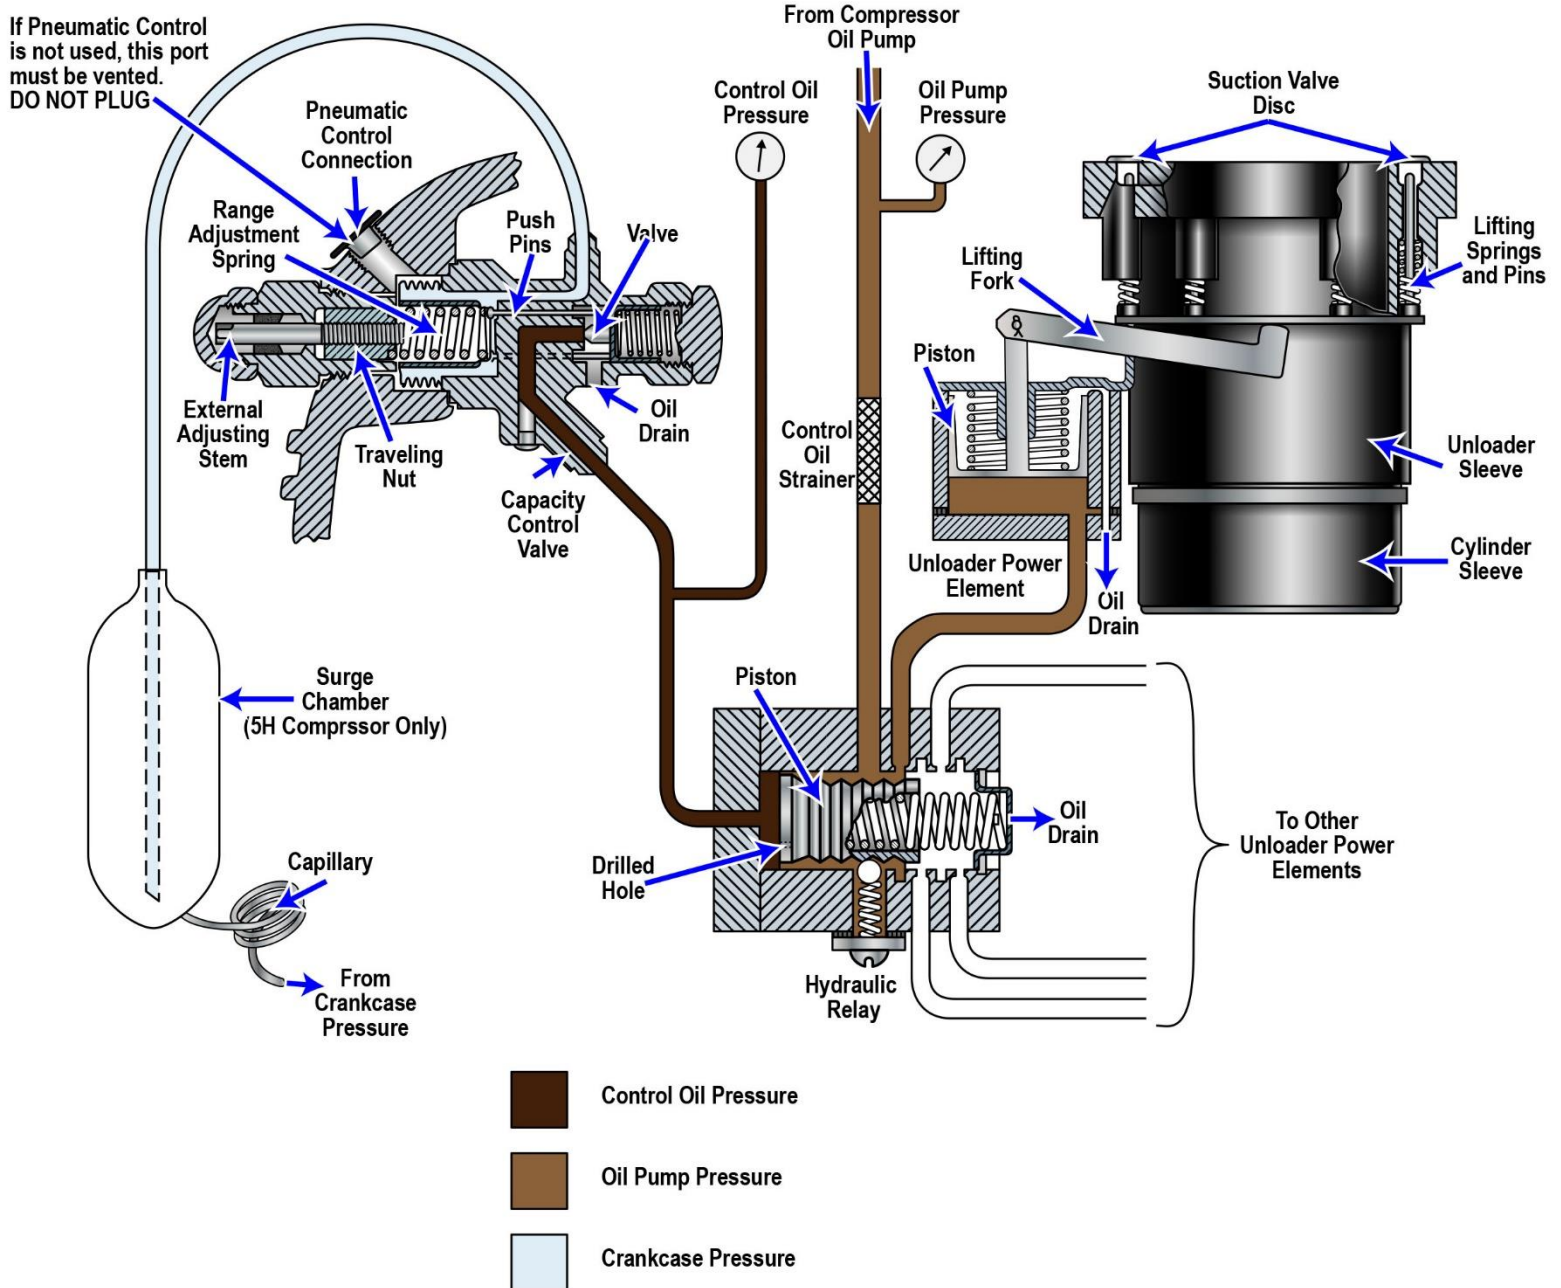 If Pneumatic Control
is not used, this port
must be vented.
DO NOT PLUG
Pneumatic
Control
Connection
Range
Adjustment
Spring
Push
Pins
Valve
External
Adjusting
Stem
Traveling
Nut
Oil
Drain
Capacity
Control
Valve
Control Oil
Pressure
From Compressor
Oil Pump
Oil Pump
Pressure
Suction Valve
Disc
Lifting
Fork
Lifting
Springs
and Pins
Piston
Control
Oil
Strainer
Unloader
Sleeve
Cylinder
Sleeve
Unloader Power
Element
Oil
Drain
Surge
Chamber
(5H Comprssor Only)
Piston
Drilled
Hole
Oil
Drain
To Other
Unloader Power
Elements
Capillary
From
Crankcase
Pressure
Hydraulic
Relay
Control Oil Pressure
Oil Pump Pressure
Crankcase Pressure